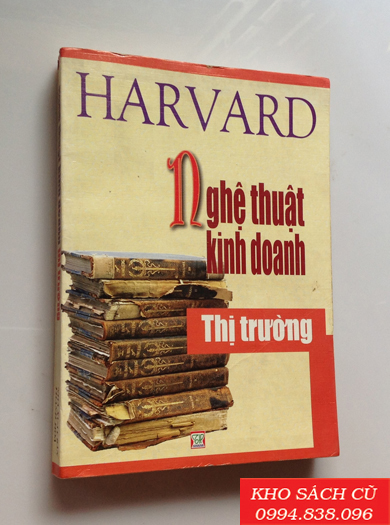 HARVARD
Nghệ thuật
kinh doanh
Thị trường
KHO SÁCH CŨ
0994.838.096